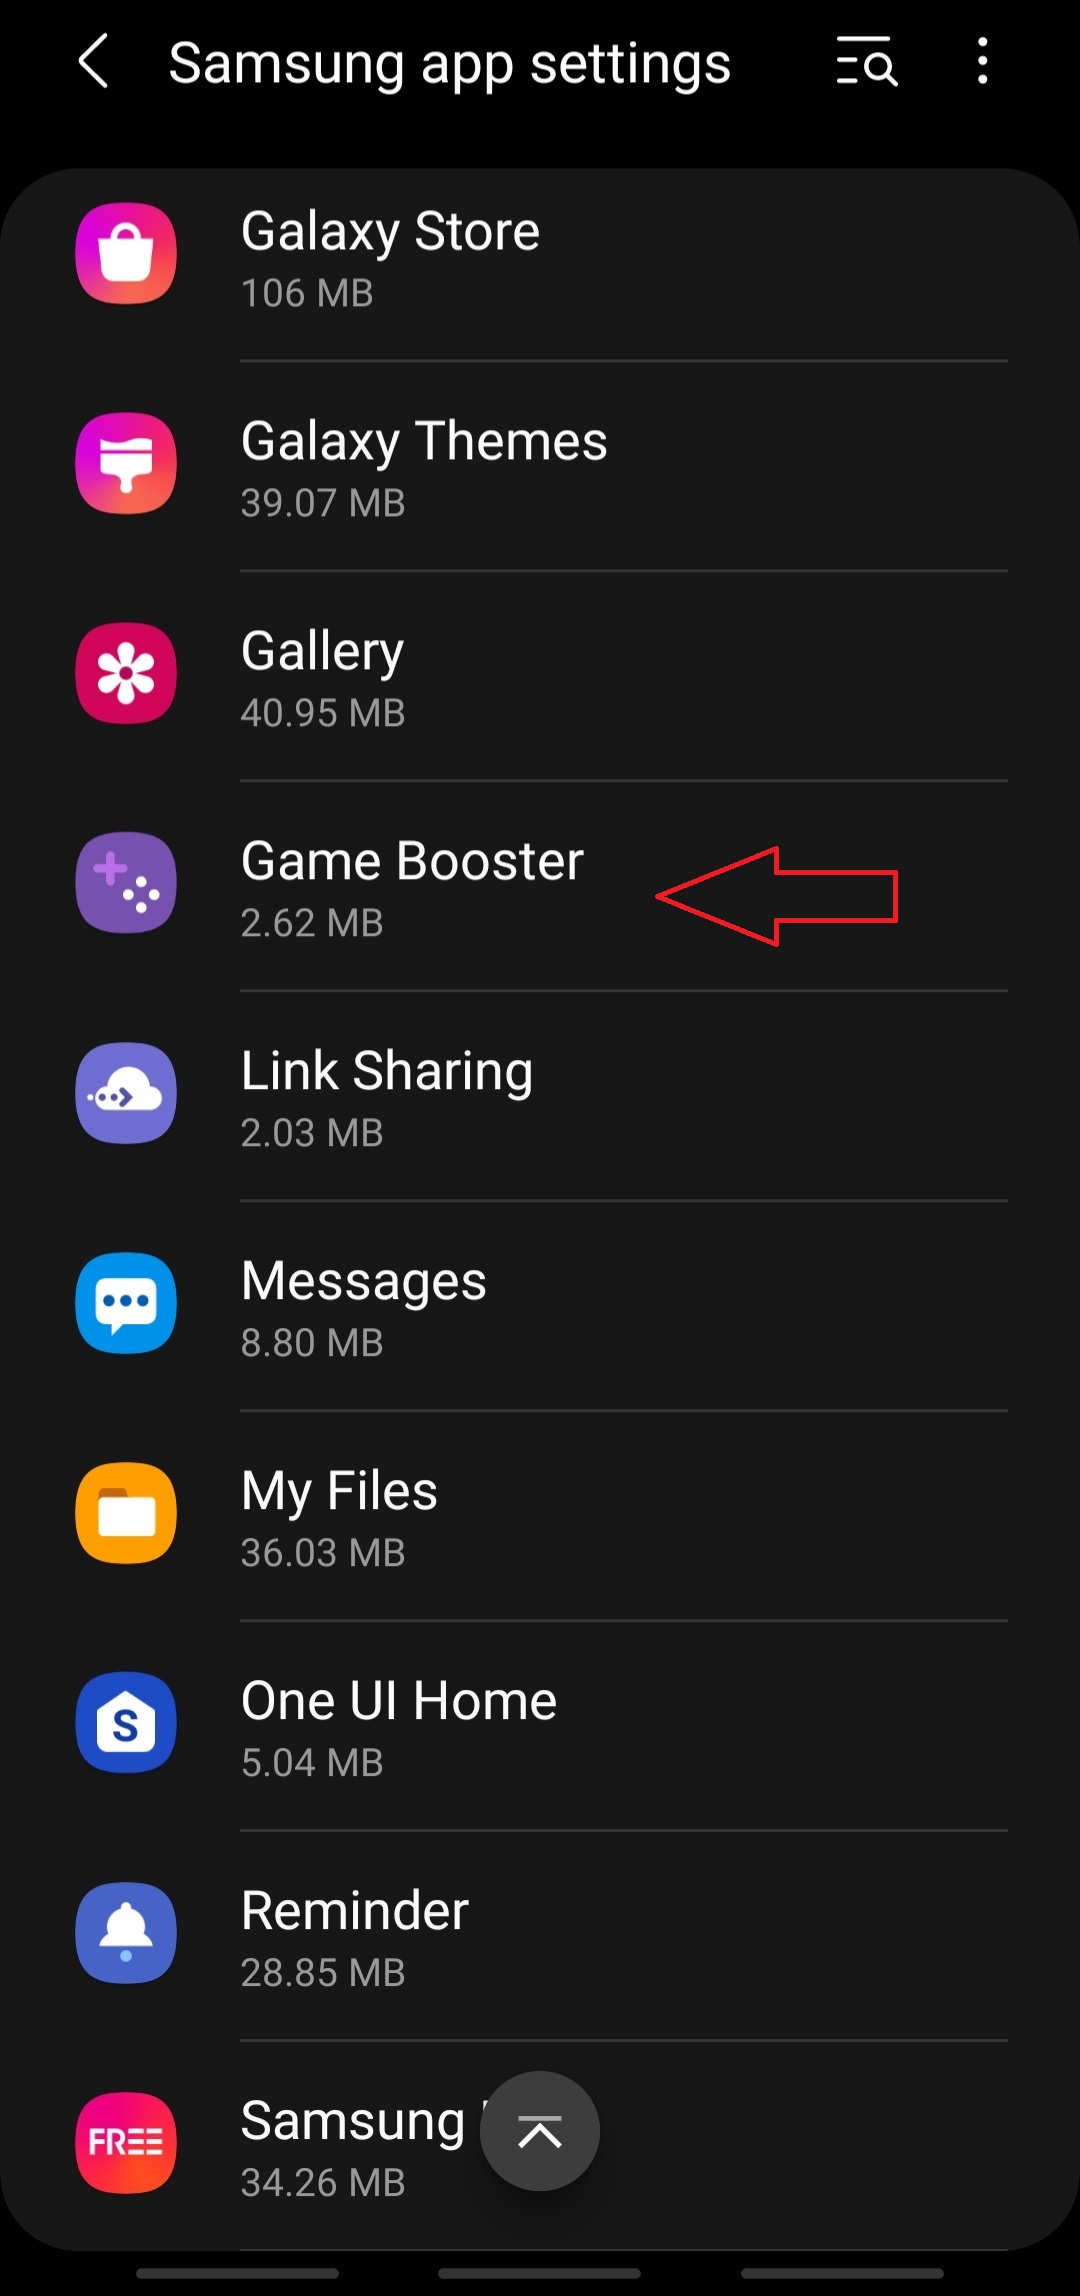 Samsung app settings
Galaxy Store
106 MB
Galaxy Themes
39.07 MB
Gallery
40.95 MB
Game Booster
2.62 MB
Link Sharing
2.03 MB
Messages
8.80 MB
My Files
36.03 MB
S
One UI Home
5.04 MB
Reminder
28.85 MB
FREE
Samsung
34.26 MB